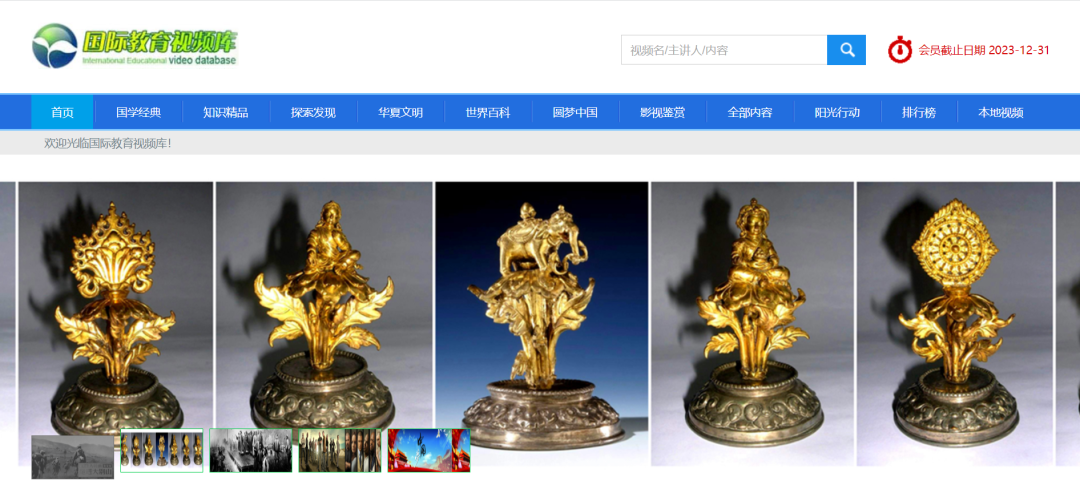 国际教育视频库
International Educational video database
视频名/主讲人/内容
会员截止日期 2023-12-31
首页 国学经典 知识精品 探索发现 华夏文明 世界百科 圆梦中国 影视鉴赏 全部内容 阳光行动 排行榜 本地视频
欢迎光临国际教育视频库!